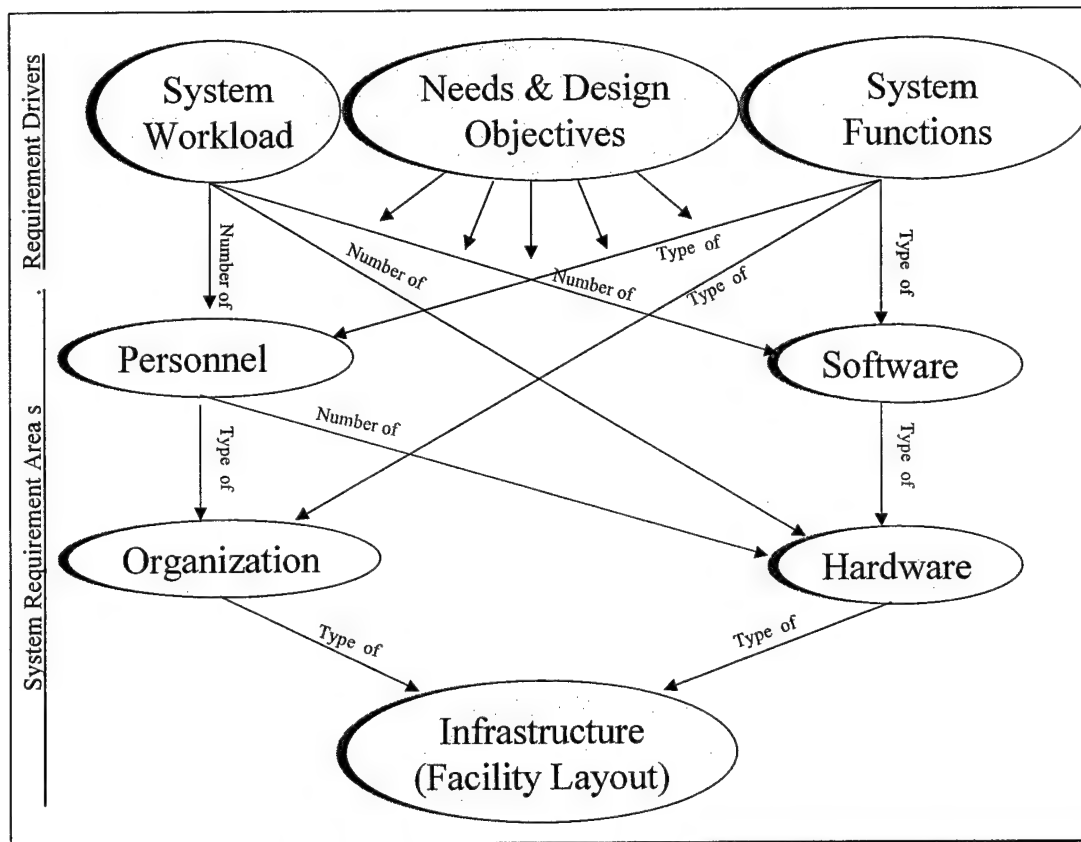 Requirement Drivers
System Requirement Area s
System
Workload
Needs & Design
Objectives
System
Functions
Number of
Number of
Number of
Type of
Type of
Type of
Personnel
Software
Type of
Number of
Type of
Organization
Hardware
Type of
Type of
Infrastructure
(Facility Layout)